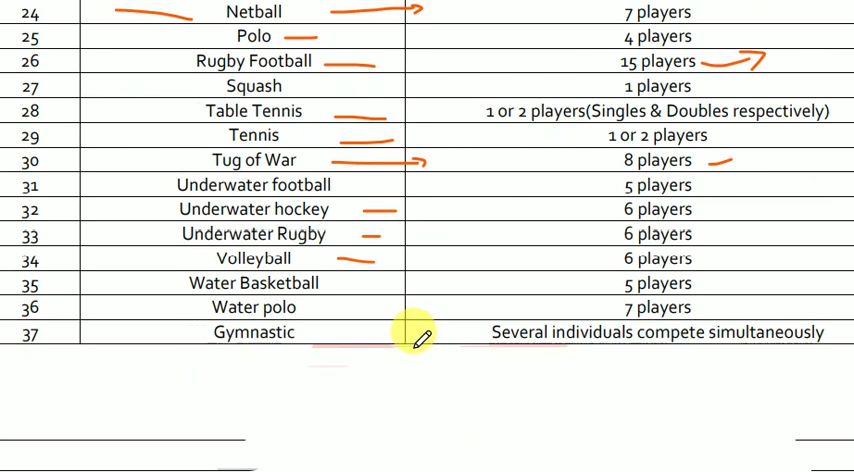 24 Netball 7 players
25 Polo 4 players
26 Rugby Football 15 players
27 Squash 1 players
28 Table Tennis 1 or 2 players(Singles & Doubles respectively)
29 Tennis 1 or 2 players
30 Tug of War 8 players
31 Underwater football 5 players
32 Underwater hockey 6 players
33 Underwater Rugby 6 players
34 Volleyball 6 players
35 Water Basketball 5 players
36 Water polo 7 players
37 Gymnastic Several individuals compete simultaneously